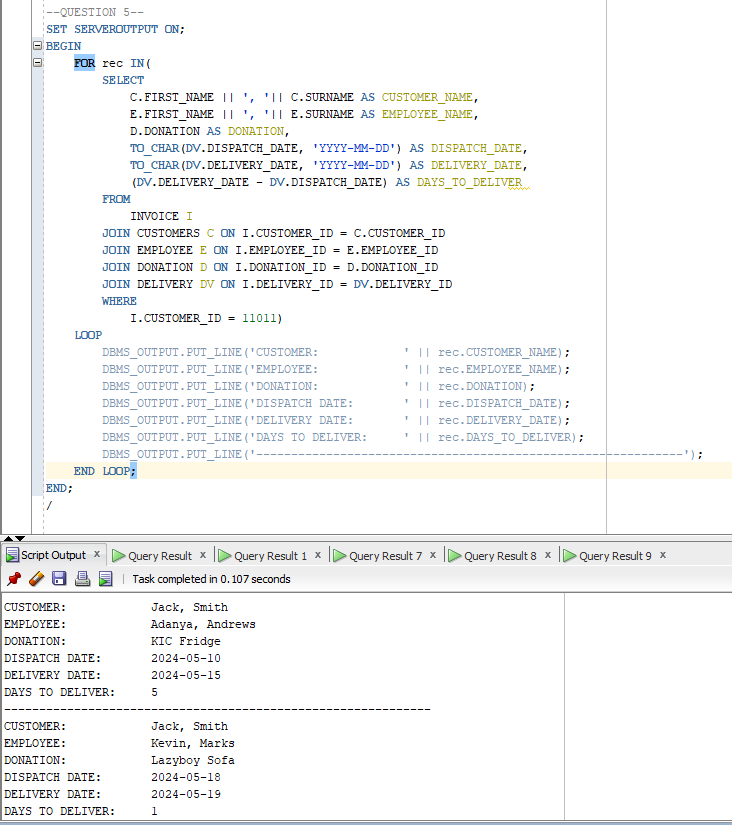 --QUESTION 5--
SET SERVEROUTPUT ON;
BEGIN
    FOR rec IN(
        SELECT
            C.FIRST_NAME || ', '|| C.SURNAME AS CUSTOMER_NAME,
            E.FIRST_NAME || ', '|| E.SURNAME AS EMPLOYEE_NAME,
            D.DONATION AS DONATION,
            TO_CHAR(DV.DISPATCH_DATE, 'YYYY-MM-DD') AS DISPATCH_DATE,
            TO_CHAR(DV.DELIVERY_DATE, 'YYYY-MM-DD') AS DELIVERY_DATE,
            (DV.DELIVERY_DATE - DV.DISPATCH_DATE) AS DAYS_TO_DELIVER
        FROM
            INVOICE I
        JOIN CUSTOMERS C ON I.CUSTOMER_ID = C.CUSTOMER_ID
        JOIN EMPLOYEE E ON I.EMPLOYEE_ID = E.EMPLOYEE_ID
        JOIN DONATION D ON I.DONATION_ID = D.DONATION_ID
        JOIN DELIVERY DV ON I.DELIVERY_ID = DV.DELIVERY_ID
        WHERE
            I.CUSTOMER_ID = 11011)
    LOOP
        DBMS_OUTPUT.PUT_LINE('CUSTOMER:            ' || rec.CUSTOMER_NAME);
        DBMS_OUTPUT.PUT_LINE('EMPLOYEE:            ' || rec.EMPLOYEE_NAME);
        DBMS_OUTPUT.PUT_LINE('DONATION:            ' || rec.DONATION);
        DBMS_OUTPUT.PUT_LINE('DISPATCH DATE:       ' || rec.DISPATCH_DATE);
        DBMS_OUTPUT.PUT_LINE('DELIVERY DATE:       ' || rec.DELIVERY_DATE);
        DBMS_OUTPUT.PUT_LINE('DAYS TO DELIVER:     ' || rec.DAYS_TO_DELIVER);
        DBMS_OUTPUT.PUT_LINE('-------------------------------------------------------------');
    END LOOP;
END;
/
Script Output x Query Result x Query Result 1 x Query Result 7 x Query Result 8 x Query Result 9 x
Task completed in 0.107 seconds
CUSTOMER:            Jack, Smith
EMPLOYEE:            Adanya, Andrews
DONATION:            KIC Fridge
DISPATCH DATE:       2024-05-10
DELIVERY DATE:       2024-05-15
DAYS TO DELIVER:     5
-------------------------------------------------------------
CUSTOMER:            Jack, Smith
EMPLOYEE:            Kevin, Marks
DONATION:            Lazyboy Sofa
DISPATCH DATE:       2024-05-18
DELIVERY DATE:       2024-05-19
DAYS TO DELIVER:     1